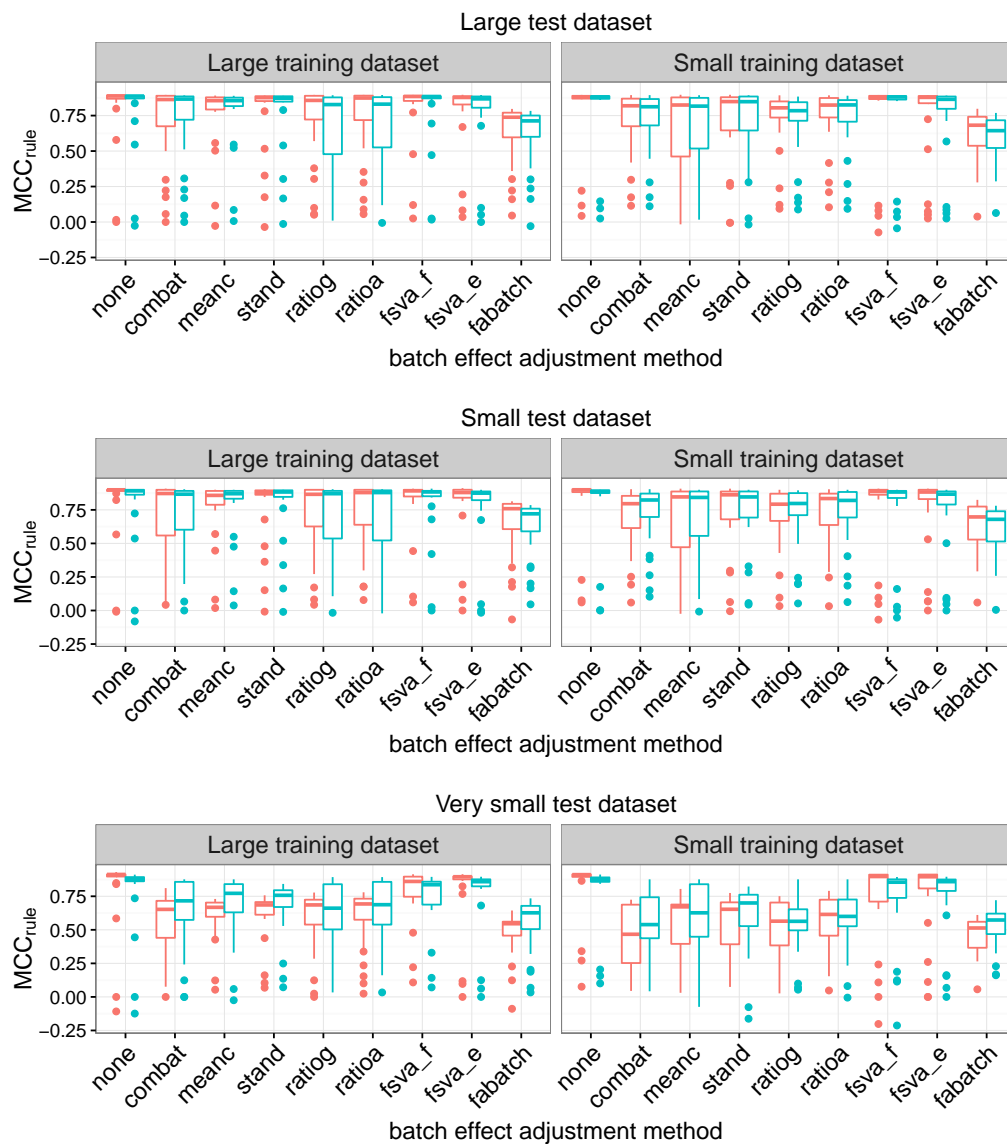 Large test dataset
Large training dataset
Small training dataset
MCCrule
0.75
0.50
0.25
0.00
−0.25
none
combat
meanc
stand
ratiog
ratioa
fsva_f
fsva_e
fabatch
none
combat
meanc
stand
ratiog
ratioa
fsva_f
fsva_e
fabatch
batch effect adjustment method
Small test dataset
Large training dataset
Small training dataset
MCCrule
0.75
0.50
0.25
0.00
−0.25
none
combat
meanc
stand
ratiog
ratioa
fsva_f
fsva_e
fabatch
none
combat
meanc
stand
ratiog
ratioa
fsva_f
fsva_e
fabatch
batch effect adjustment method
Very small test dataset
Large training dataset
Small training dataset
MCCrule
0.75
0.50
0.25
0.00
−0.25
none
combat
meanc
stand
ratiog
ratioa
fsva_f
fsva_e
fabatch
none
combat
meanc
stand
ratiog
ratioa
fsva_f
fsva_e
fabatch
batch effect adjustment method